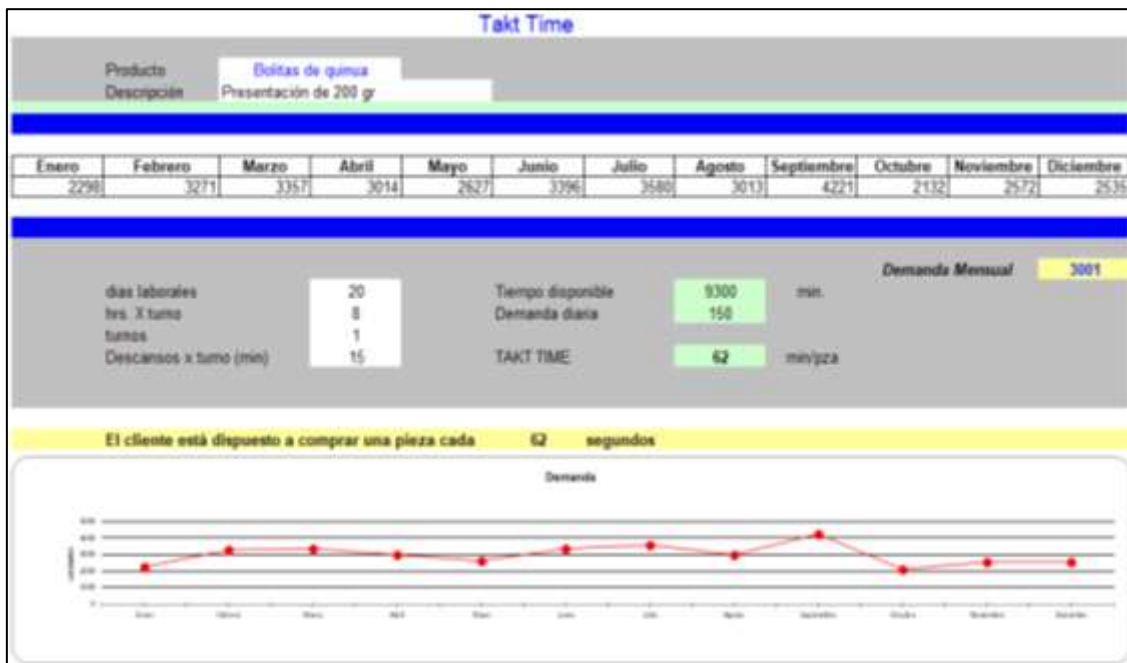 Takt Time
Producto Bolitas de quinua
Descripción Presentación de 200 gr
Enero Febrero Marzo Abril Mayo Junio Julio Agosto Septiembre Octubre Noviembre Diciembre
2298 3271 3357 3014 2627 3396 3580 3013 4221 2132 2572 2535
Demanda Mensual 3001
dias laborales 20 Tiempo disponible 9300 min.
hrs. X turno 8 Demanda diaria 150
turnos 1
Descansos x turno (min) 15 TAKT TIME 62 min/pza
El cliente está dispuesto a comprar una pieza cada 62 segundos
Demanda